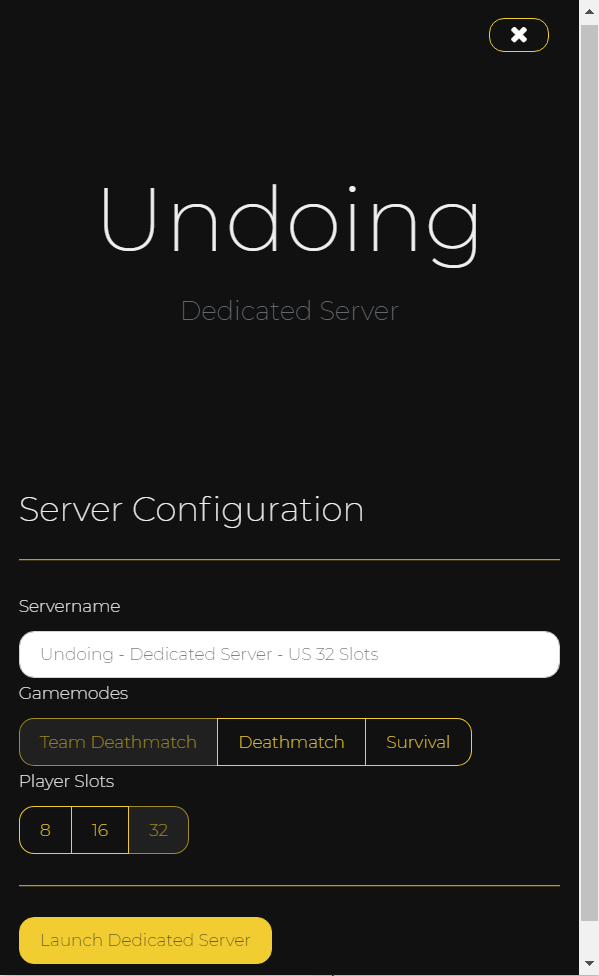 Undoing
Dedicated Server
Server Configuration
Servername
Undoing - Dedicated Server - US 32 Slots
Gamemodes
Team Deathmatch Deathmatch Survival
Player Slots
8 16 32
Launch Dedicated Server